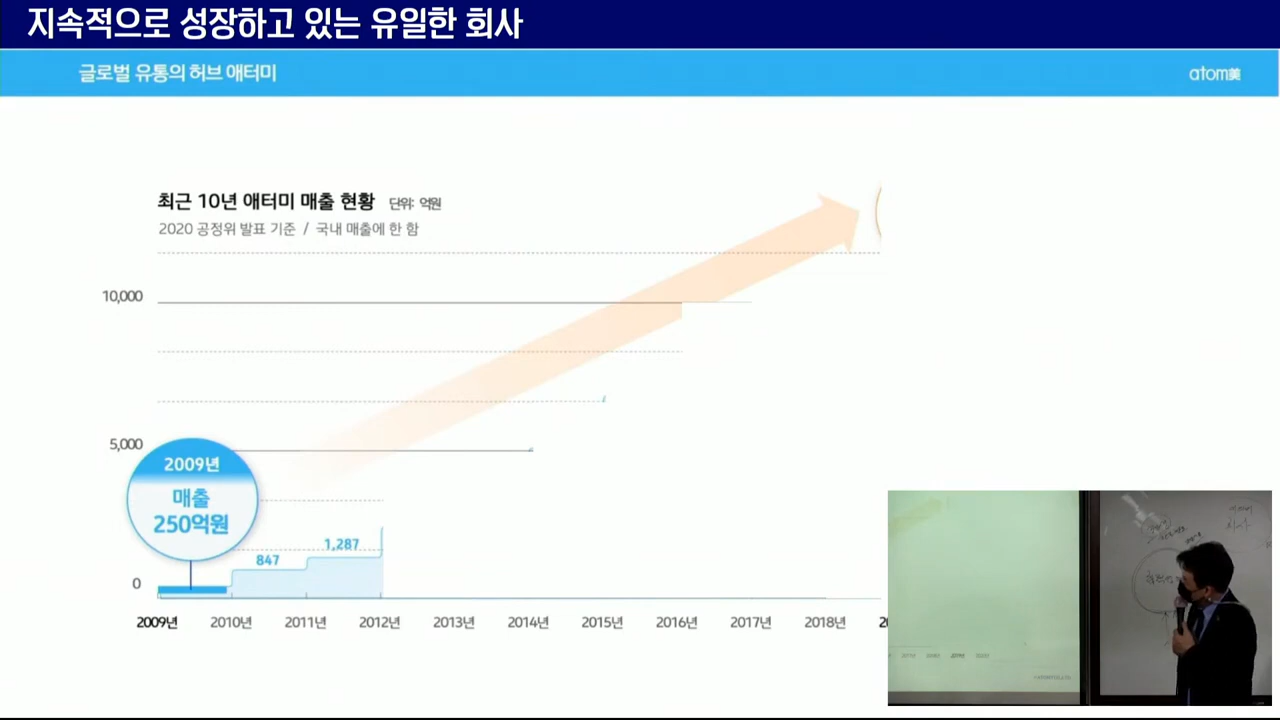 지속적으로 성장하고 있는 유일한 회사
글로벌 유통의 허브 애터미
atom美
최근 10년 애터미 매출 현황 단위: 억원
2020 공정위 발표 기준 / 국내 매출에 한 함
10,000
5,000
2009년
매출
250억원
1,287
847
0
2009년 2010년 2011년 2012년 2013년 2014년 2015년 2016년 2017년 2018년